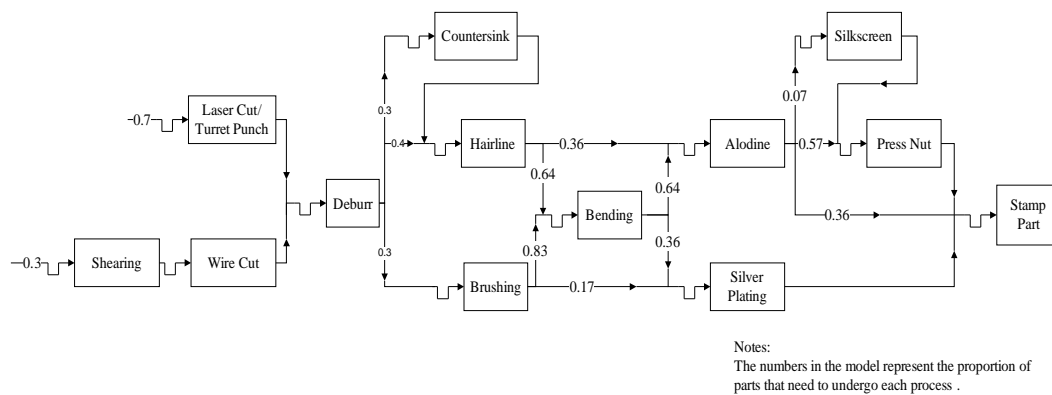 Countersink
Silkscreen
0.7
Laser Cut/
Turret Punch
0.3
0.4
0.3
Hairline
0.36
0.64
Alodine
0.07
0.57
Press Nut
0.64
Deburr
Bending
0.83
0.36
0.36
Stamp
Part
0.3
Shearing
Wire Cut
Brushing
0.17
Silver
Plating
Notes:
The numbers in the model represent the proportion of
parts that need to undergo each process .